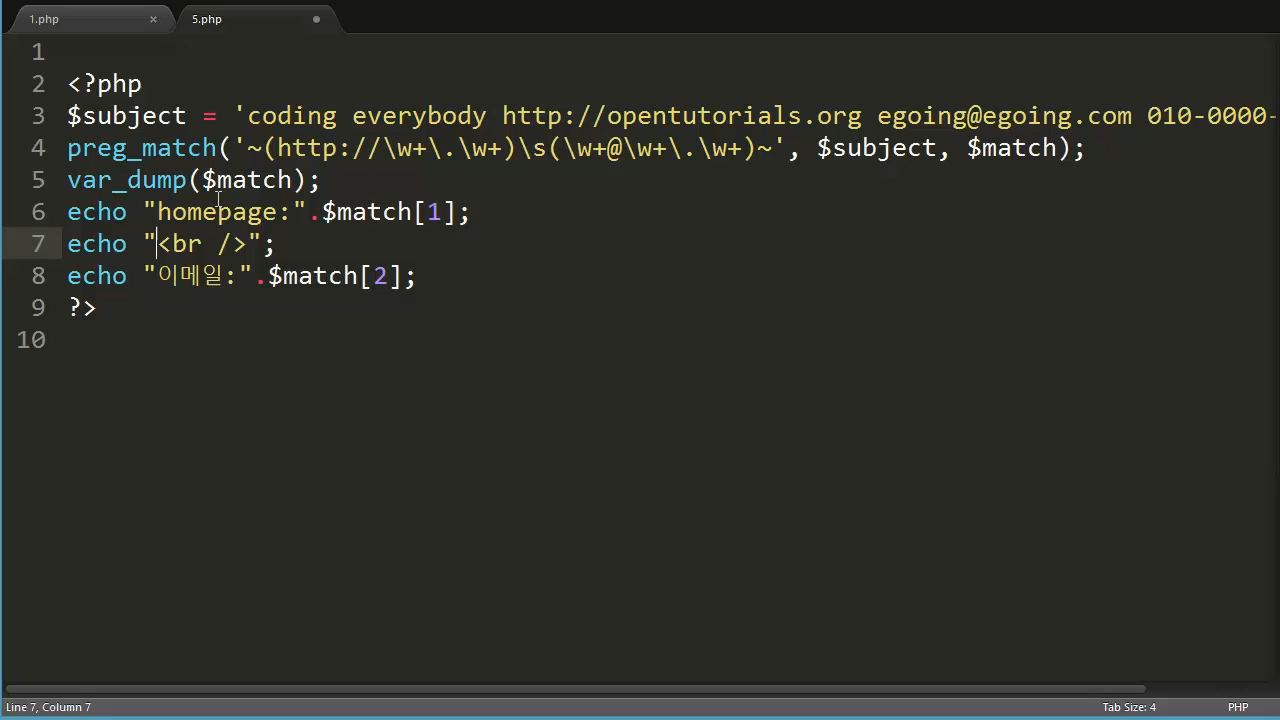 1.php × 5.php
1
2 <?php
3 $subject = 'coding everybody http://opentutorials.org egoing@egoing.com 010-0000-
4 preg_match('~(http://\w+\.\w+)\s(\w+@\w+\.\w+)~', $subject, $match);
5 var_dump($match);
6 echo "homepage:".$match[1];
7 echo "<br />";
8 echo "이메일:".$match[2];
9 ?>
10
Line 7, Column 7 Tab Size: 4 PHP